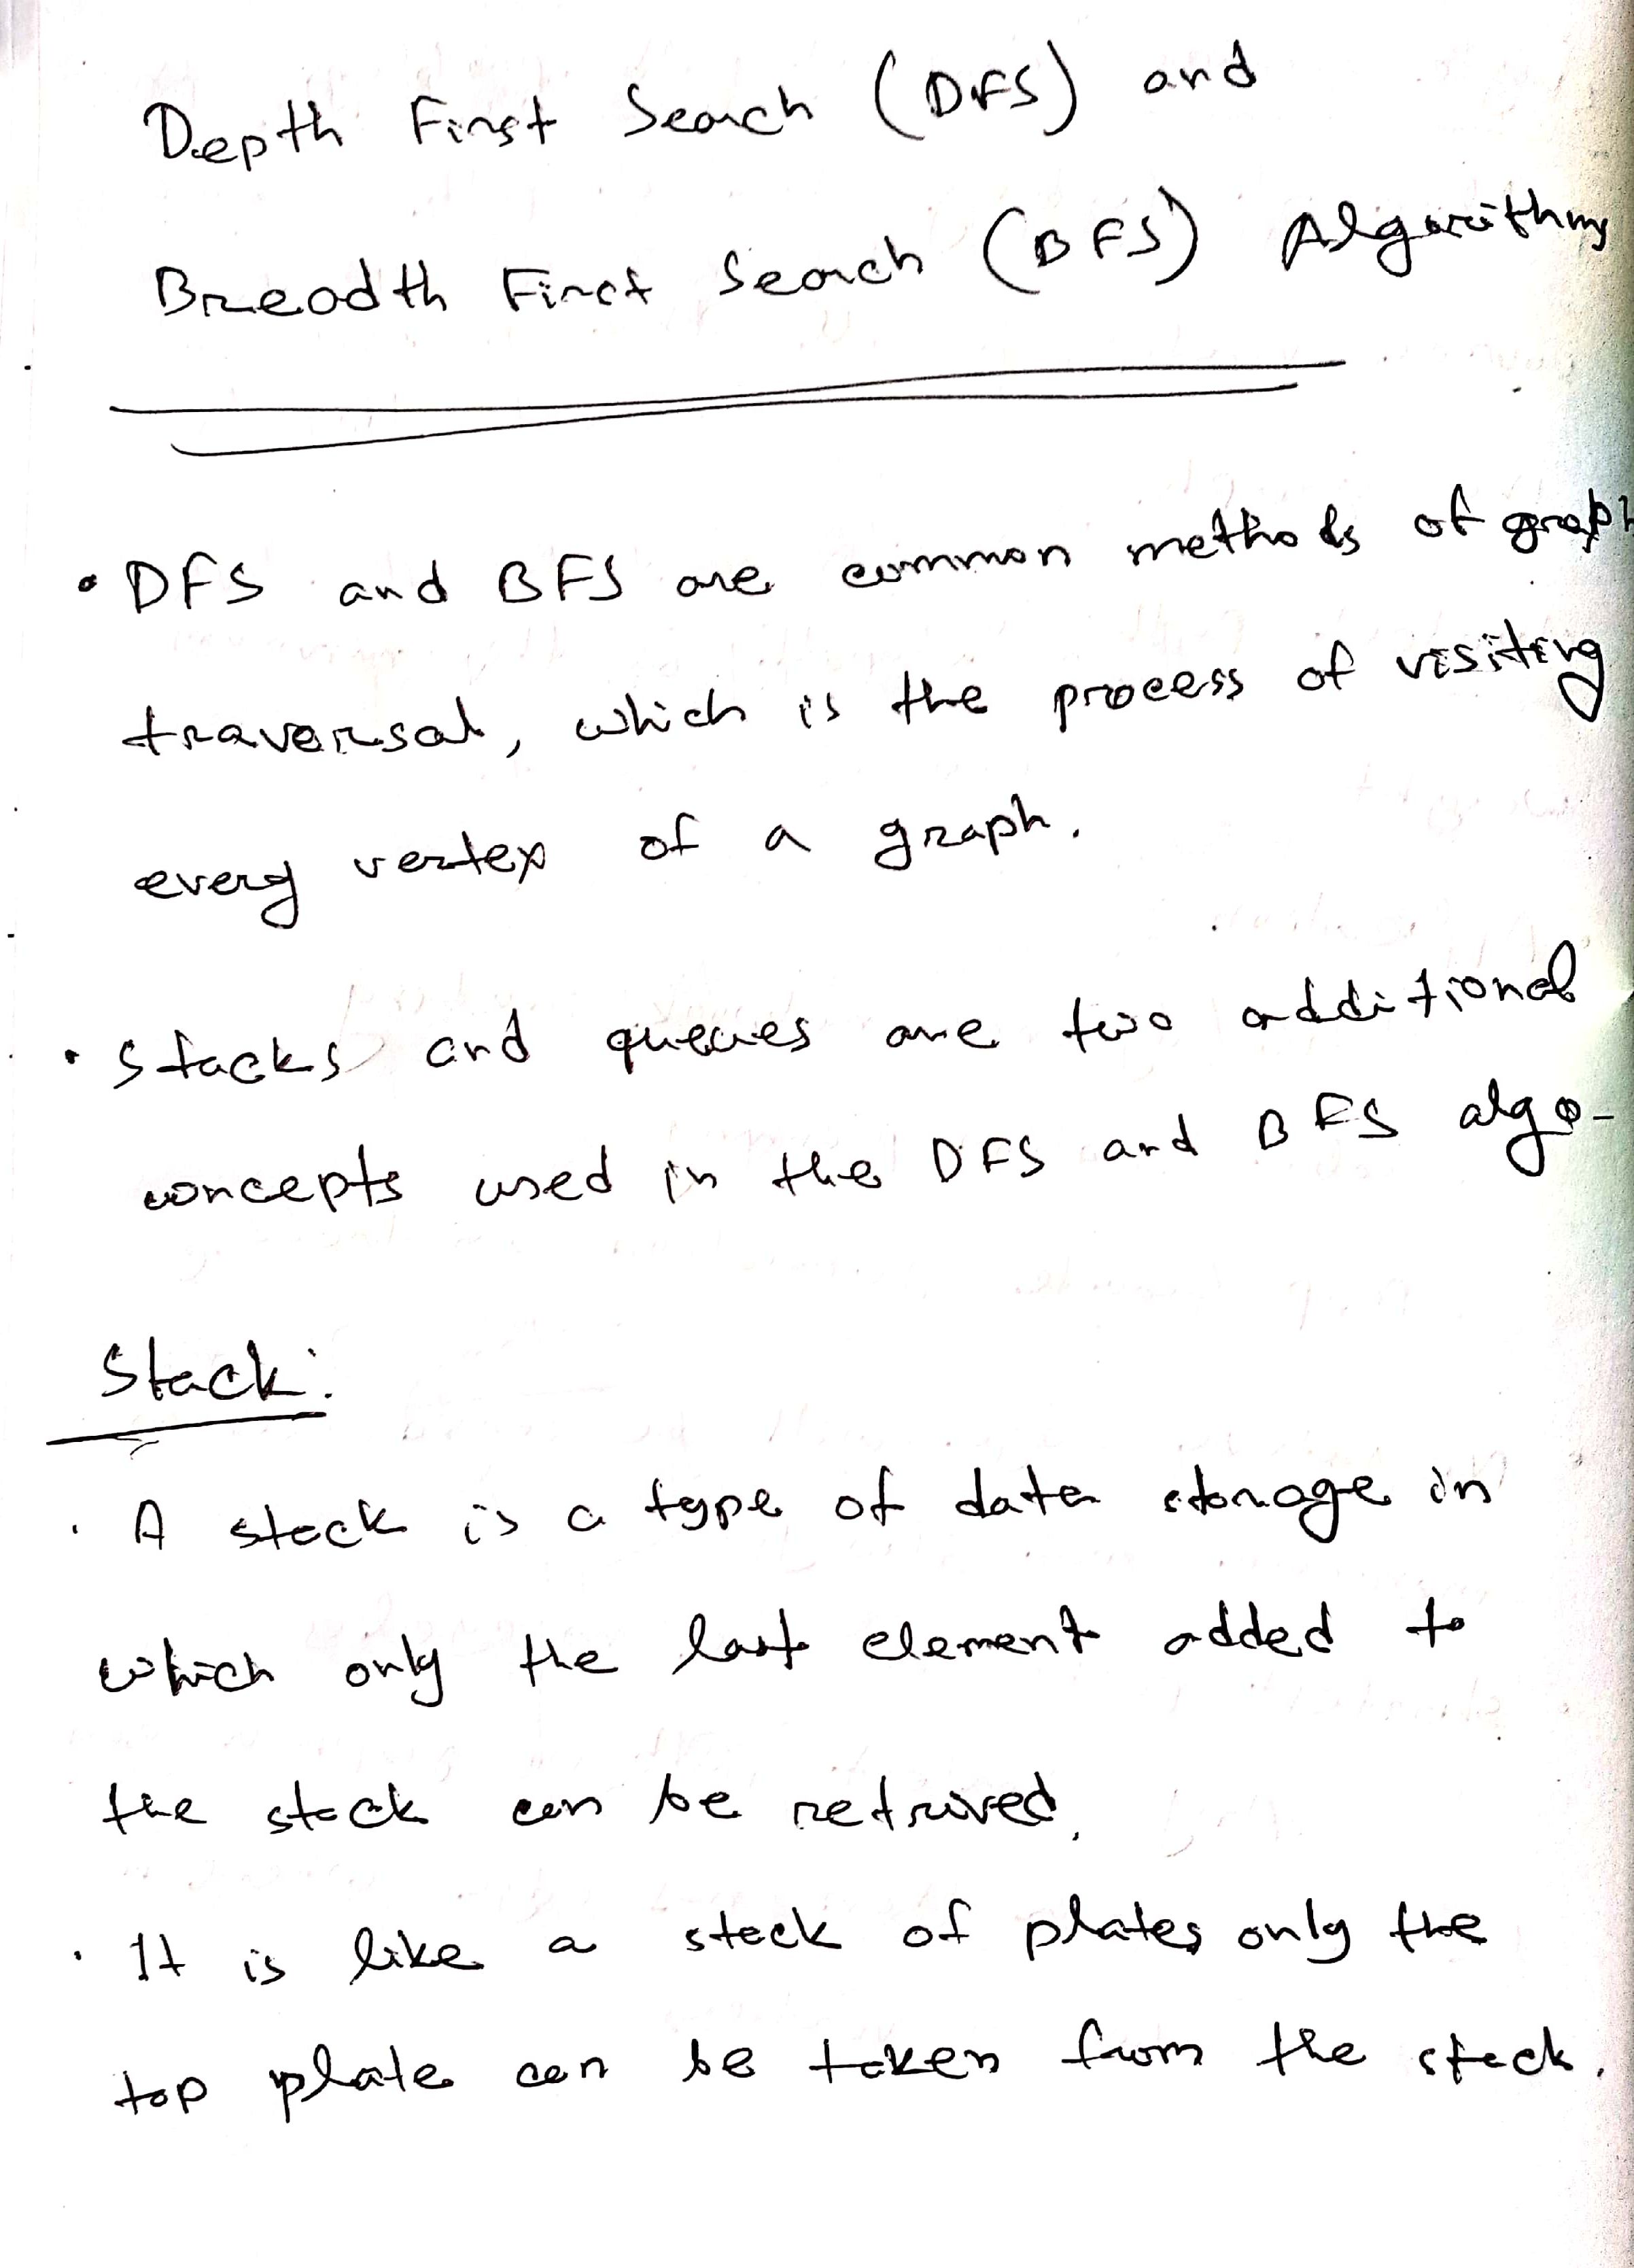 Depth First Search (DFS) and
Breadth First Search (BFS) Algorithms
• DFS and BFS are common methods of graph
traversal, which is the process of visiting
every vertex of a graph.
• Stacks and queues are two additional
concepts used in the DFS and BFS algo-
Stack:
• A stack is a type of data storage in
which only the last element added to
the stack can be retrived.
• It is like a stack of plates only the
top plate can be taken from the stack.